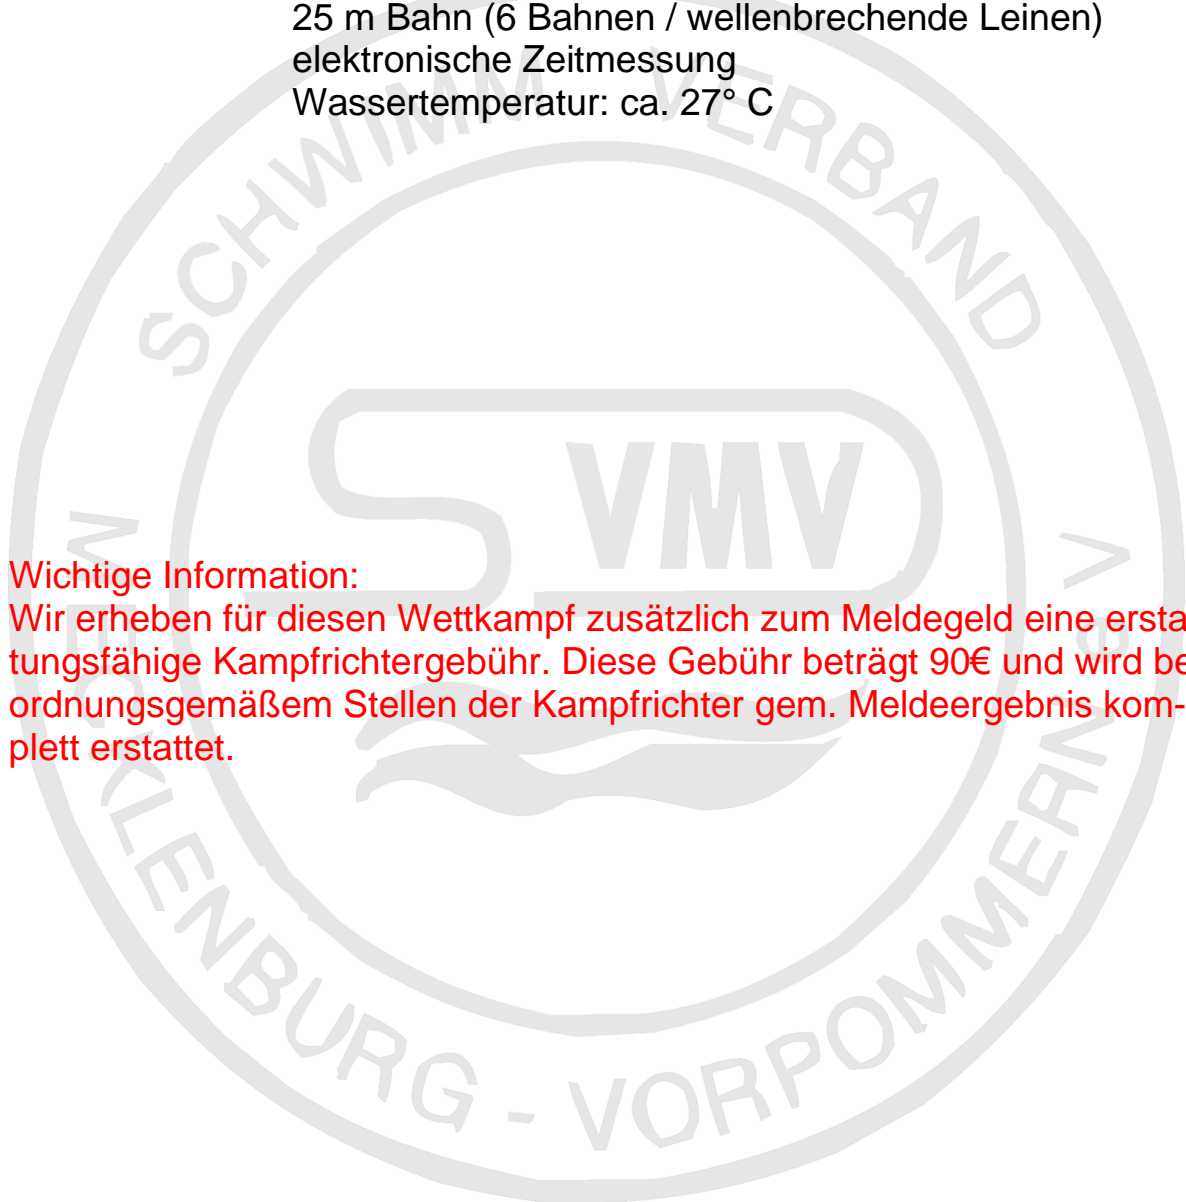 25 m Bahn (6 Bahnen / wellenbrechende Leinen)
elektronische Zeitmessung
Wassertemperatur: ca. 27° C
SCHWIMM VERBAND
VMV
Wichtige Information:
Wir erheben für diesen Wettkampf zusätzlich zum Meldegeld eine ersta
tungsfähige Kampfrichtergebühr. Diese Gebühr beträgt 90€ und wird be
ordnungsgemäßem Stellen der Kampfrichter gem. Meldeergebnis kom-
plett erstattet.
MECKLENBURG - VORPOMMERN e V